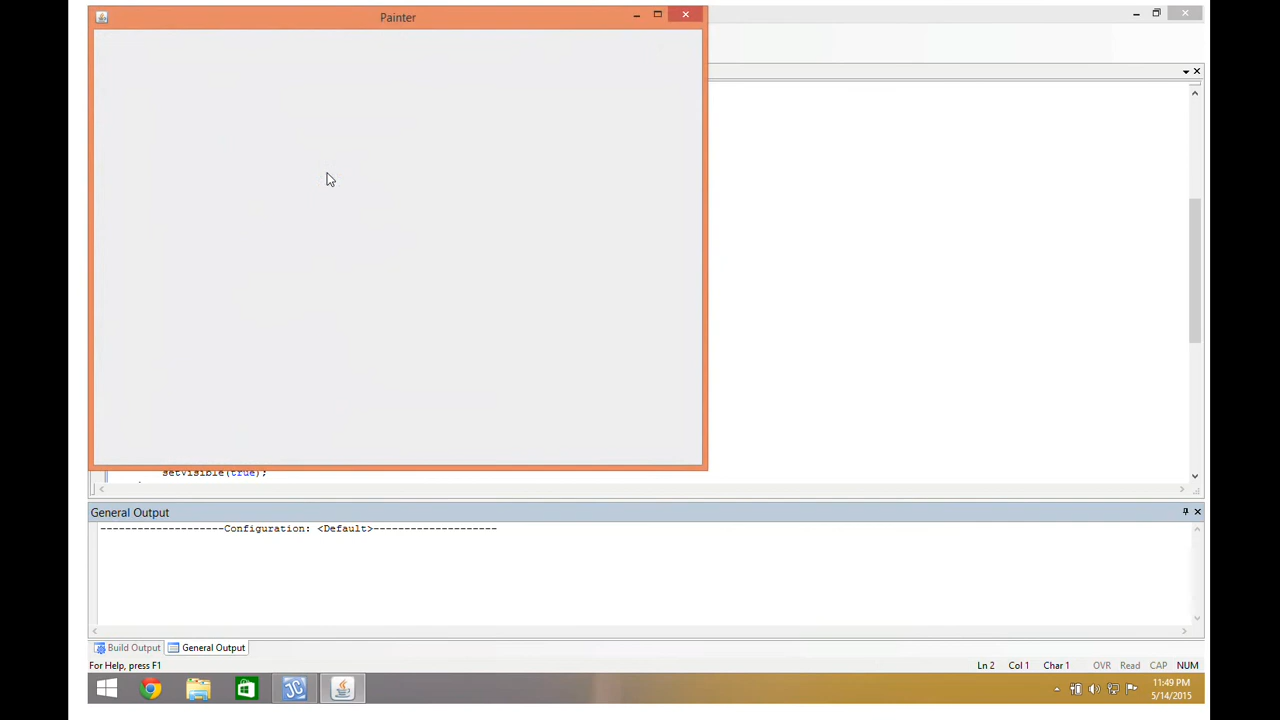 Painter
setVisible(true);
General Output
--------------------Configuration: <Default>--------------------
Build Output
General Output
For Help, press F1
Ln 2
Col 1
Char 1
OVR
Read
CAP
NUM
11:49 PM
5/14/2015